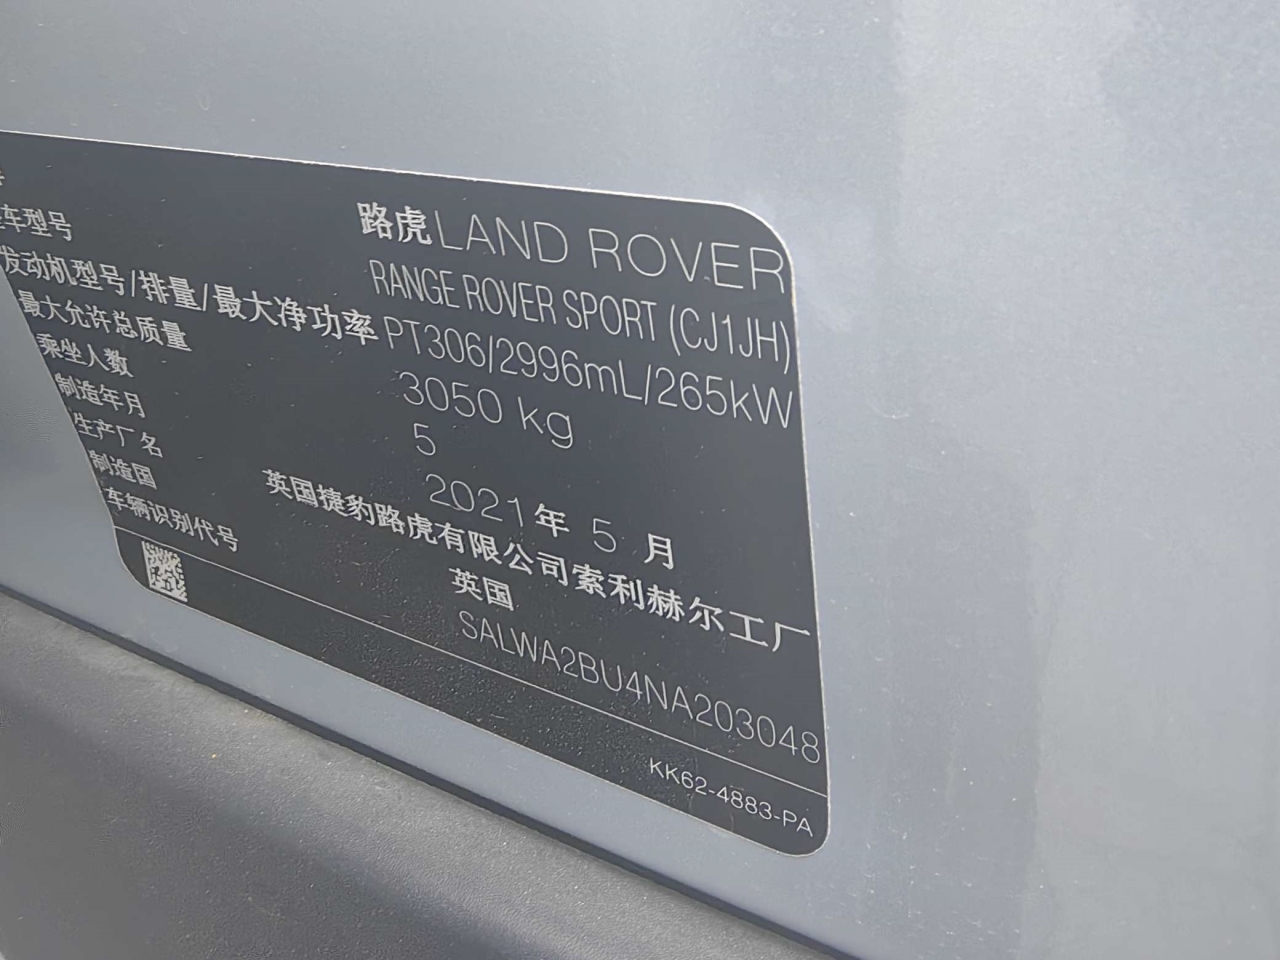 路虎LAND ROVER
车型号 RANGE ROVER SPORT (CJ1JH)
发动机型号/排量/最大净功率 PT306/2996mL/265kW
最大允许总质量 3050 kg
乘坐人数 5
制造年月 2021年 5 月
生产厂名 英国捷豹路虎有限公司索利赫尔工厂
制造国 英国
车辆识别代号 SALWA2BU4NA203048
KK62-4883-PA